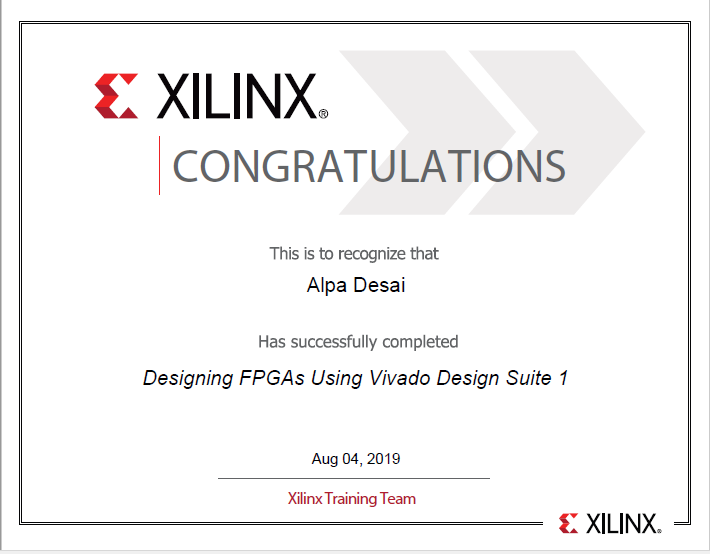 XILINX®
CONGRATULATIONS
This is to recognize that
Alpa Desai
Has successfully completed
Designing FPGAs Using Vivado Design Suite 1
Aug 04, 2019
Xilinx Training Team
XILINX®